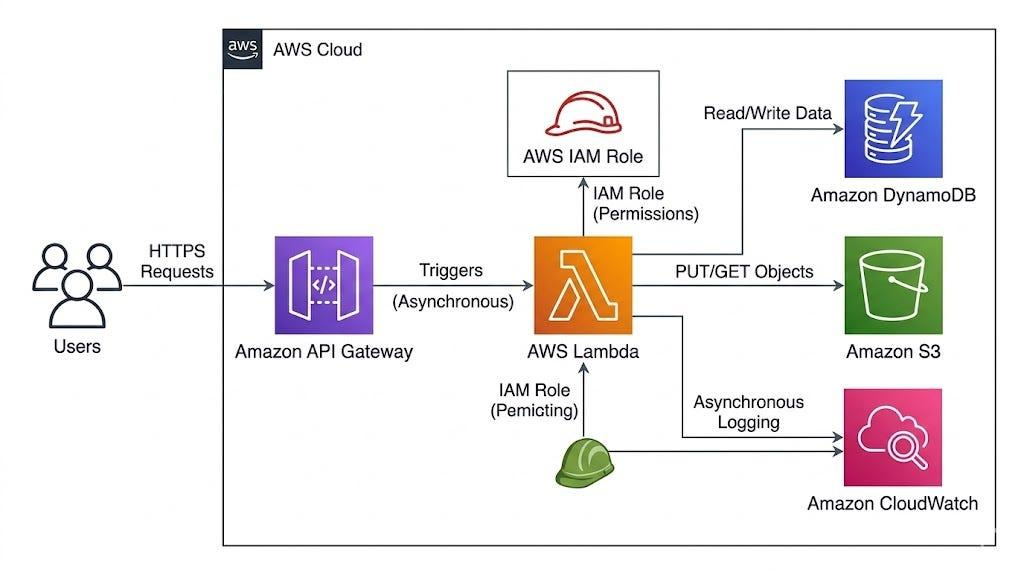 aws
AWS Cloud
AWS IAM Role
Read/Write Data
Amazon DynamoDB
IAM Role
(Permissions)
HTTPS
Requests
Users
Amazon API Gateway
</>
Triggers
(Asynchronous)
AWS Lambda
PUT/GET Objects
Amazon S3
IAM Role
(Pemicting)
Asynchronous
Logging
Amazon CloudWatch